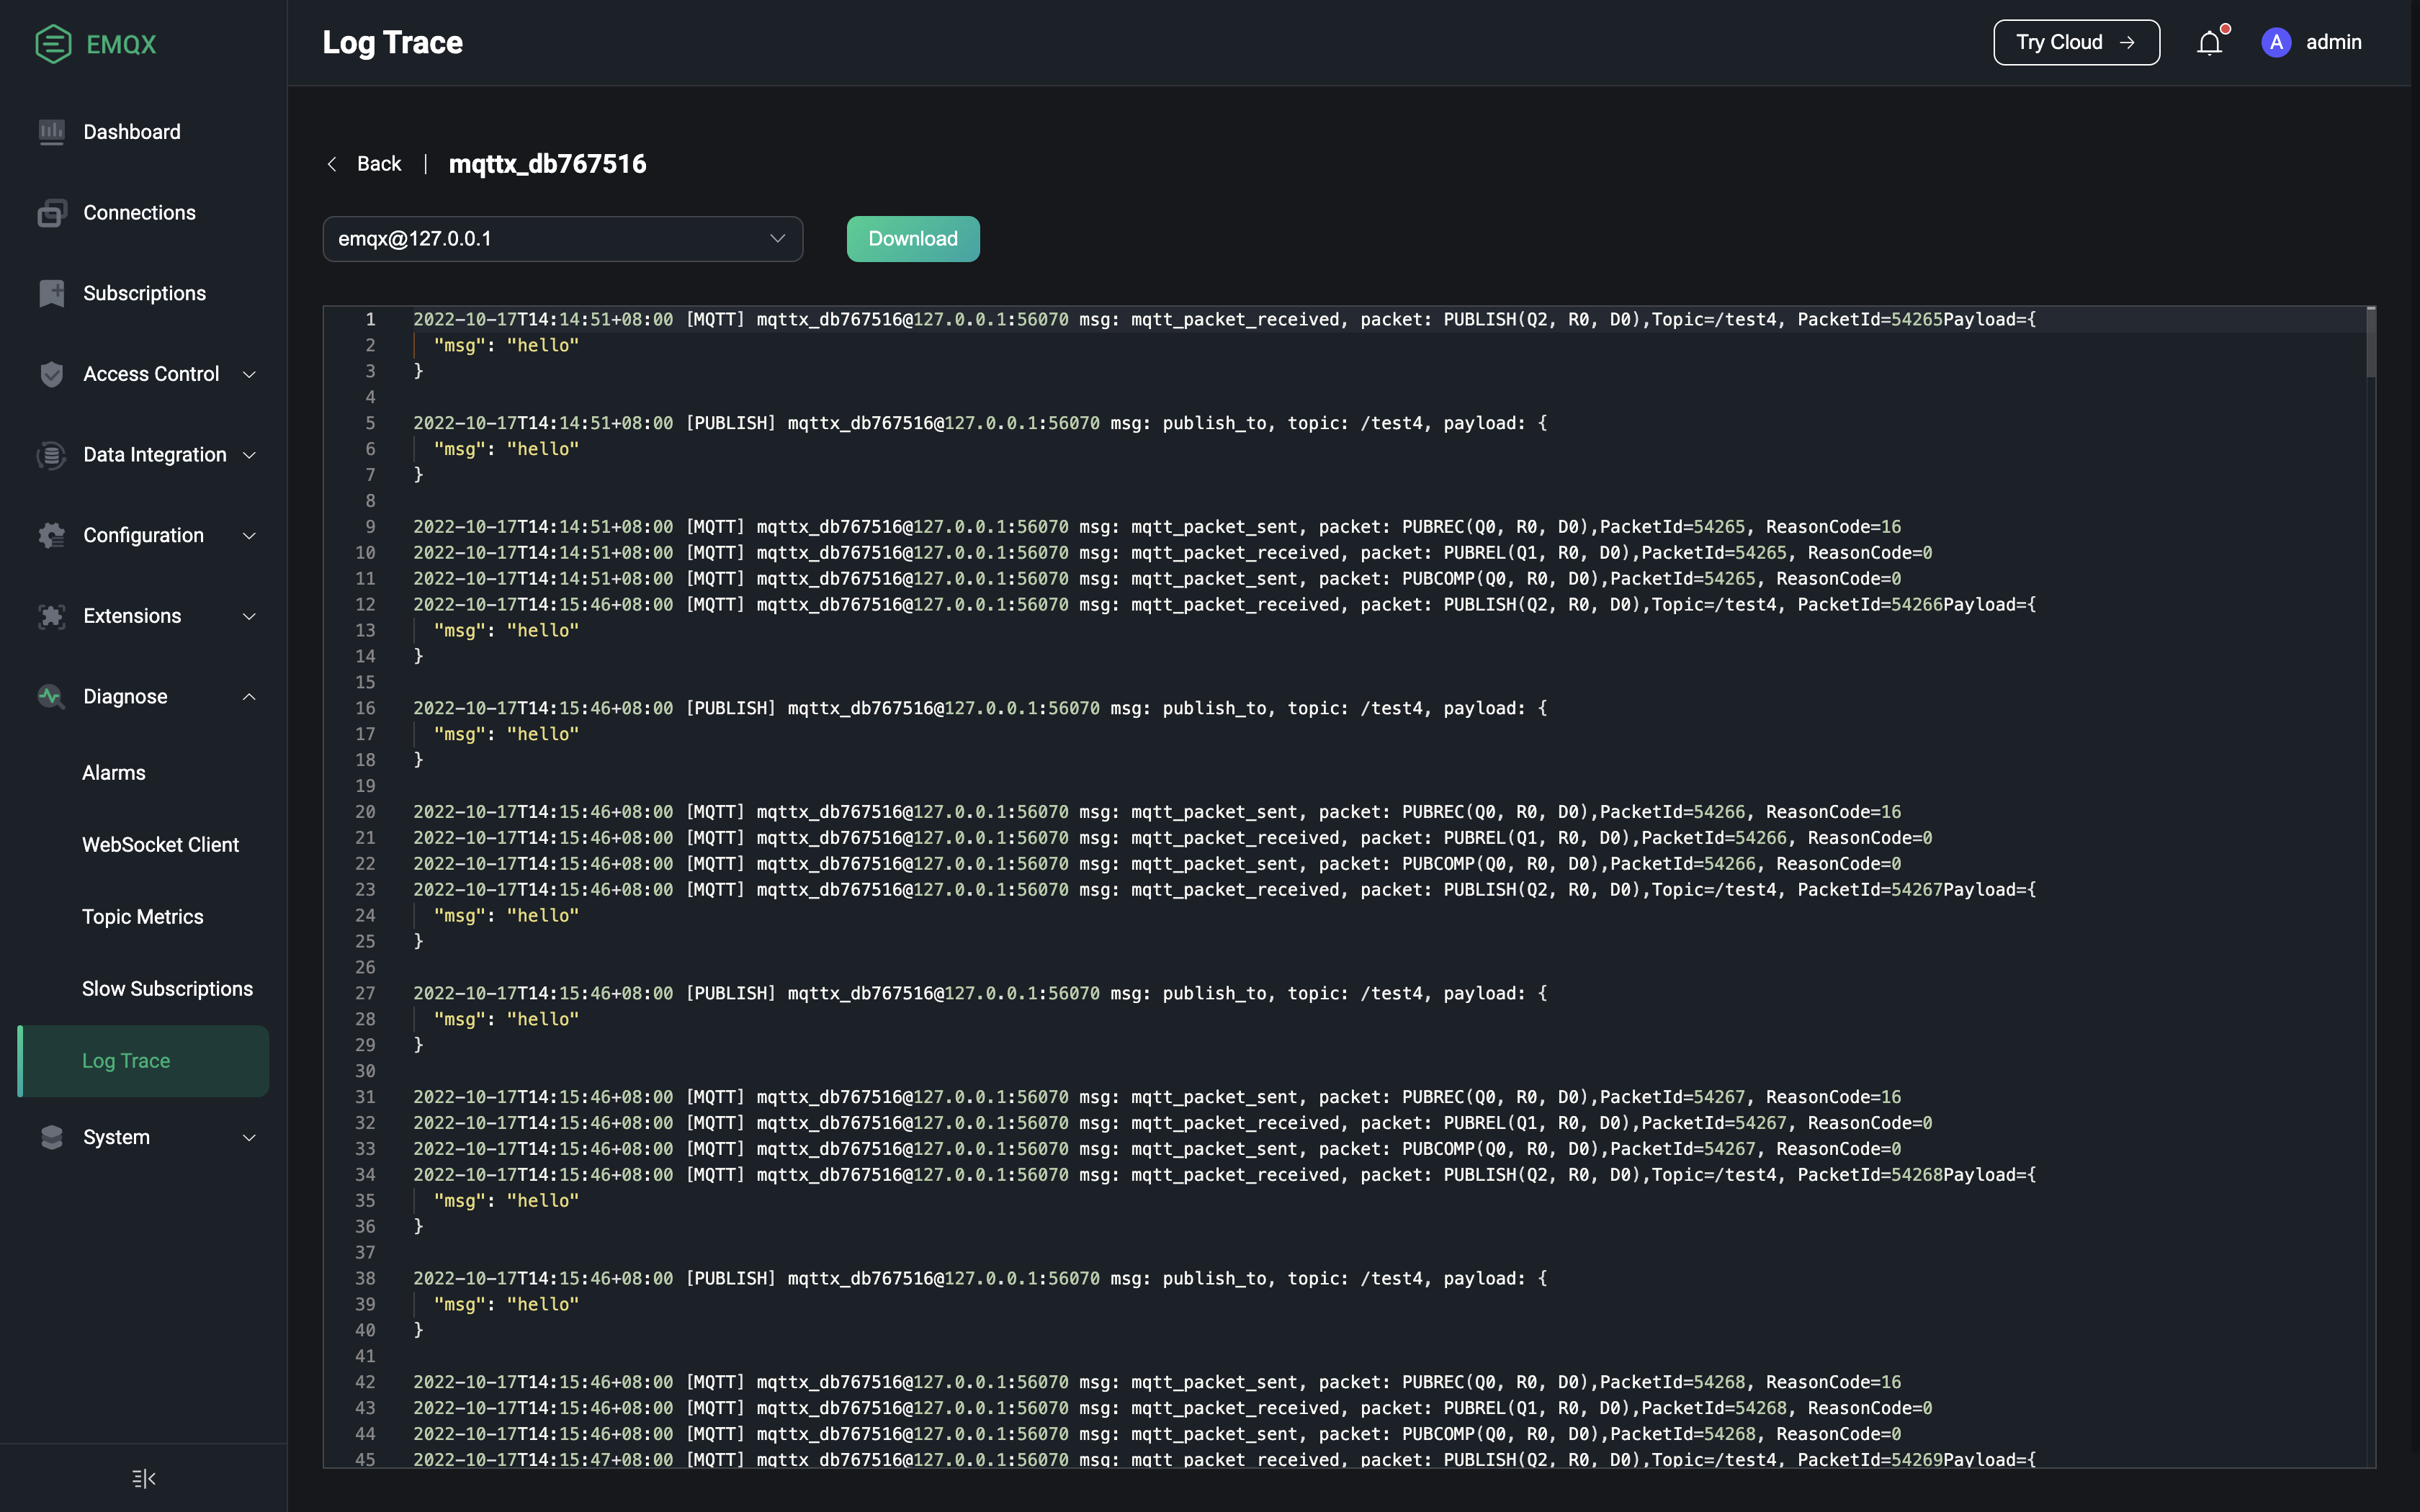 EMQX
Dashboard
Connections
Subscriptions
Access Control
Data Integration
Configuration
Extensions
Diagnose
Alarms
WebSocket Client
Topic Metrics
Slow Subscriptions
Log Trace
System
Log Trace
Try Cloud →
A admin
Back | mqttx_db767516
emqx@127.0.0.1
Download
1 2022-10-17T14:14:51+08:00 [MQTT] mqttx_db767516@127.0.0.1:56070 msg: mqtt_packet_received, packet: PUBLISH(Q2, R0, D0),Topic=/test4, PacketId=54265Payload={
2 "msg": "hello"
3 }
4
5 2022-10-17T14:14:51+08:00 [PUBLISH] mqttx_db767516@127.0.0.1:56070 msg: publish_to, topic: /test4, payload: {
6 "msg": "hello"
7 }
8
9 2022-10-17T14:14:51+08:00 [MQTT] mqttx_db767516@127.0.0.1:56070 msg: mqtt_packet_sent, packet: PUBREC(Q0, R0, D0),PacketId=54265, ReasonCode=16
10 2022-10-17T14:14:51+08:00 [MQTT] mqttx_db767516@127.0.0.1:56070 msg: mqtt_packet_received, packet: PUBREL(Q1, R0, D0),PacketId=54265, ReasonCode=0
11 2022-10-17T14:14:51+08:00 [MQTT] mqttx_db767516@127.0.0.1:56070 msg: mqtt_packet_sent, packet: PUBCOMP(Q0, R0, D0),PacketId=54265, ReasonCode=0
12 2022-10-17T14:15:46+08:00 [MQTT] mqttx_db767516@127.0.0.1:56070 msg: mqtt_packet_received, packet: PUBLISH(Q2, R0, D0),Topic=/test4, PacketId=54266Payload={
13 "msg": "hello"
14 }
15
16 2022-10-17T14:15:46+08:00 [PUBLISH] mqttx_db767516@127.0.0.1:56070 msg: publish_to, topic: /test4, payload: {
17 "msg": "hello"
18 }
19
20 2022-10-17T14:15:46+08:00 [MQTT] mqttx_db767516@127.0.0.1:56070 msg: mqtt_packet_sent, packet: PUBREC(Q0, R0, D0),PacketId=54266, ReasonCode=16
21 2022-10-17T14:15:46+08:00 [MQTT] mqttx_db767516@127.0.0.1:56070 msg: mqtt_packet_received, packet: PUBREL(Q1, R0, D0),PacketId=54266, ReasonCode=0
22 2022-10-17T14:15:46+08:00 [MQTT] mqttx_db767516@127.0.0.1:56070 msg: mqtt_packet_sent, packet: PUBCOMP(Q0, R0, D0),PacketId=54266, ReasonCode=0
23 2022-10-17T14:15:46+08:00 [MQTT] mqttx_db767516@127.0.0.1:56070 msg: mqtt_packet_received, packet: PUBLISH(Q2, R0, D0),Topic=/test4, PacketId=54267Payload={
24 "msg": "hello"
25 }
26
27 2022-10-17T14:15:46+08:00 [PUBLISH] mqttx_db767516@127.0.0.1:56070 msg: publish_to, topic: /test4, payload: {
28 "msg": "hello"
29 }
30
31 2022-10-17T14:15:46+08:00 [MQTT] mqttx_db767516@127.0.0.1:56070 msg: mqtt_packet_sent, packet: PUBREC(Q0, R0, D0),PacketId=54267, ReasonCode=16
32 2022-10-17T14:15:46+08:00 [MQTT] mqttx_db767516@127.0.0.1:56070 msg: mqtt_packet_received, packet: PUBREL(Q1, R0, D0),PacketId=54267, ReasonCode=0
33 2022-10-17T14:15:46+08:00 [MQTT] mqttx_db767516@127.0.0.1:56070 msg: mqtt_packet_sent, packet: PUBCOMP(Q0, R0, D0),PacketId=54267, ReasonCode=0
34 2022-10-17T14:15:46+08:00 [MQTT] mqttx_db767516@127.0.0.1:56070 msg: mqtt_packet_received, packet: PUBLISH(Q2, R0, D0),Topic=/test4, PacketId=54268Payload={
35 "msg": "hello"
36 }
37
38 2022-10-17T14:15:46+08:00 [PUBLISH] mqttx_db767516@127.0.0.1:56070 msg: publish_to, topic: /test4, payload: {
39 "msg": "hello"
40 }
41
42 2022-10-17T14:15:46+08:00 [MQTT] mqttx_db767516@127.0.0.1:56070 msg: mqtt_packet_sent, packet: PUBREC(Q0, R0, D0),PacketId=54268, ReasonCode=16
43 2022-10-17T14:15:46+08:00 [MQTT] mqttx_db767516@127.0.0.1:56070 msg: mqtt_packet_received, packet: PUBREL(Q1, R0, D0),PacketId=54268, ReasonCode=0
44 2022-10-17T14:15:46+08:00 [MQTT] mqttx_db767516@127.0.0.1:56070 msg: mqtt_packet_sent, packet: PUBCOMP(Q0, R0, D0),PacketId=54268, ReasonCode=0
45 2022-10-17T14:15:47+08:00 [MQTT] mqttx_db767516@127.0.0.1:56070 msg: mqtt_packet_received, packet: PUBLISH(Q2, R0, D0),Topic=/test4, PacketId=54269Payload={